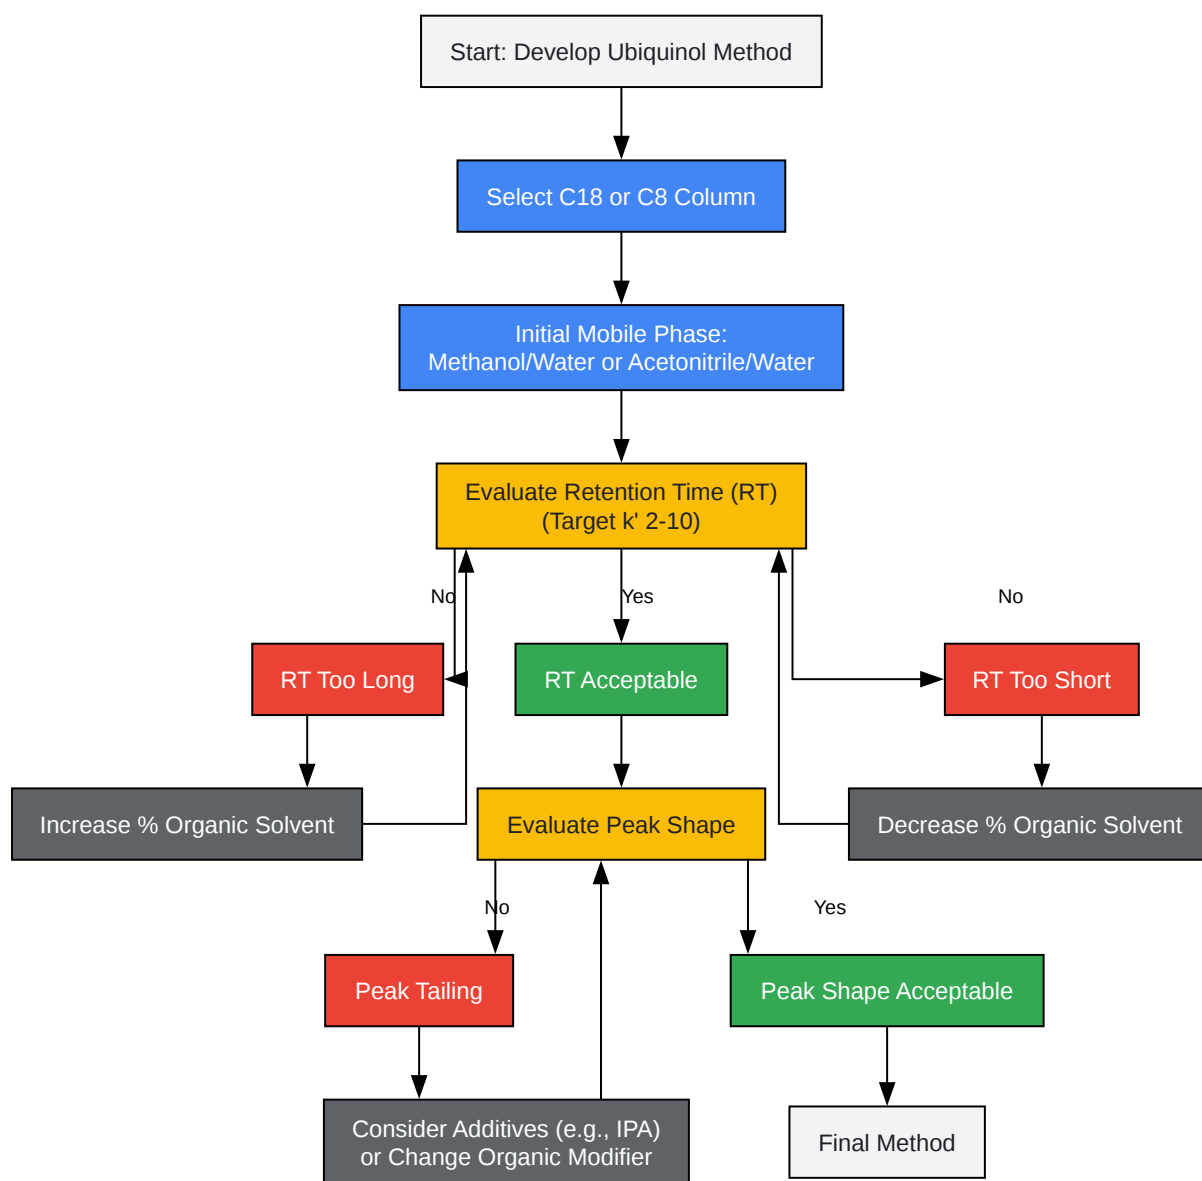 Start: Develop Ubiquinol Method
Select C18 or C8 Column
Initial Mobile Phase:
Methanol/Water or Acetonitrile/Water
Evaluate Retention Time (RT)
(Target k' 2-10)
No
Yes
No
RT Too Long
RT Acceptable
RT Too Short
Increase % Organic Solvent
Evaluate Peak Shape
Decrease % Organic Solvent
No
Yes
Peak Tailing
Peak Shape Acceptable
Consider Additives (e.g., IPA)
or Change Organic Modifier
Final Method